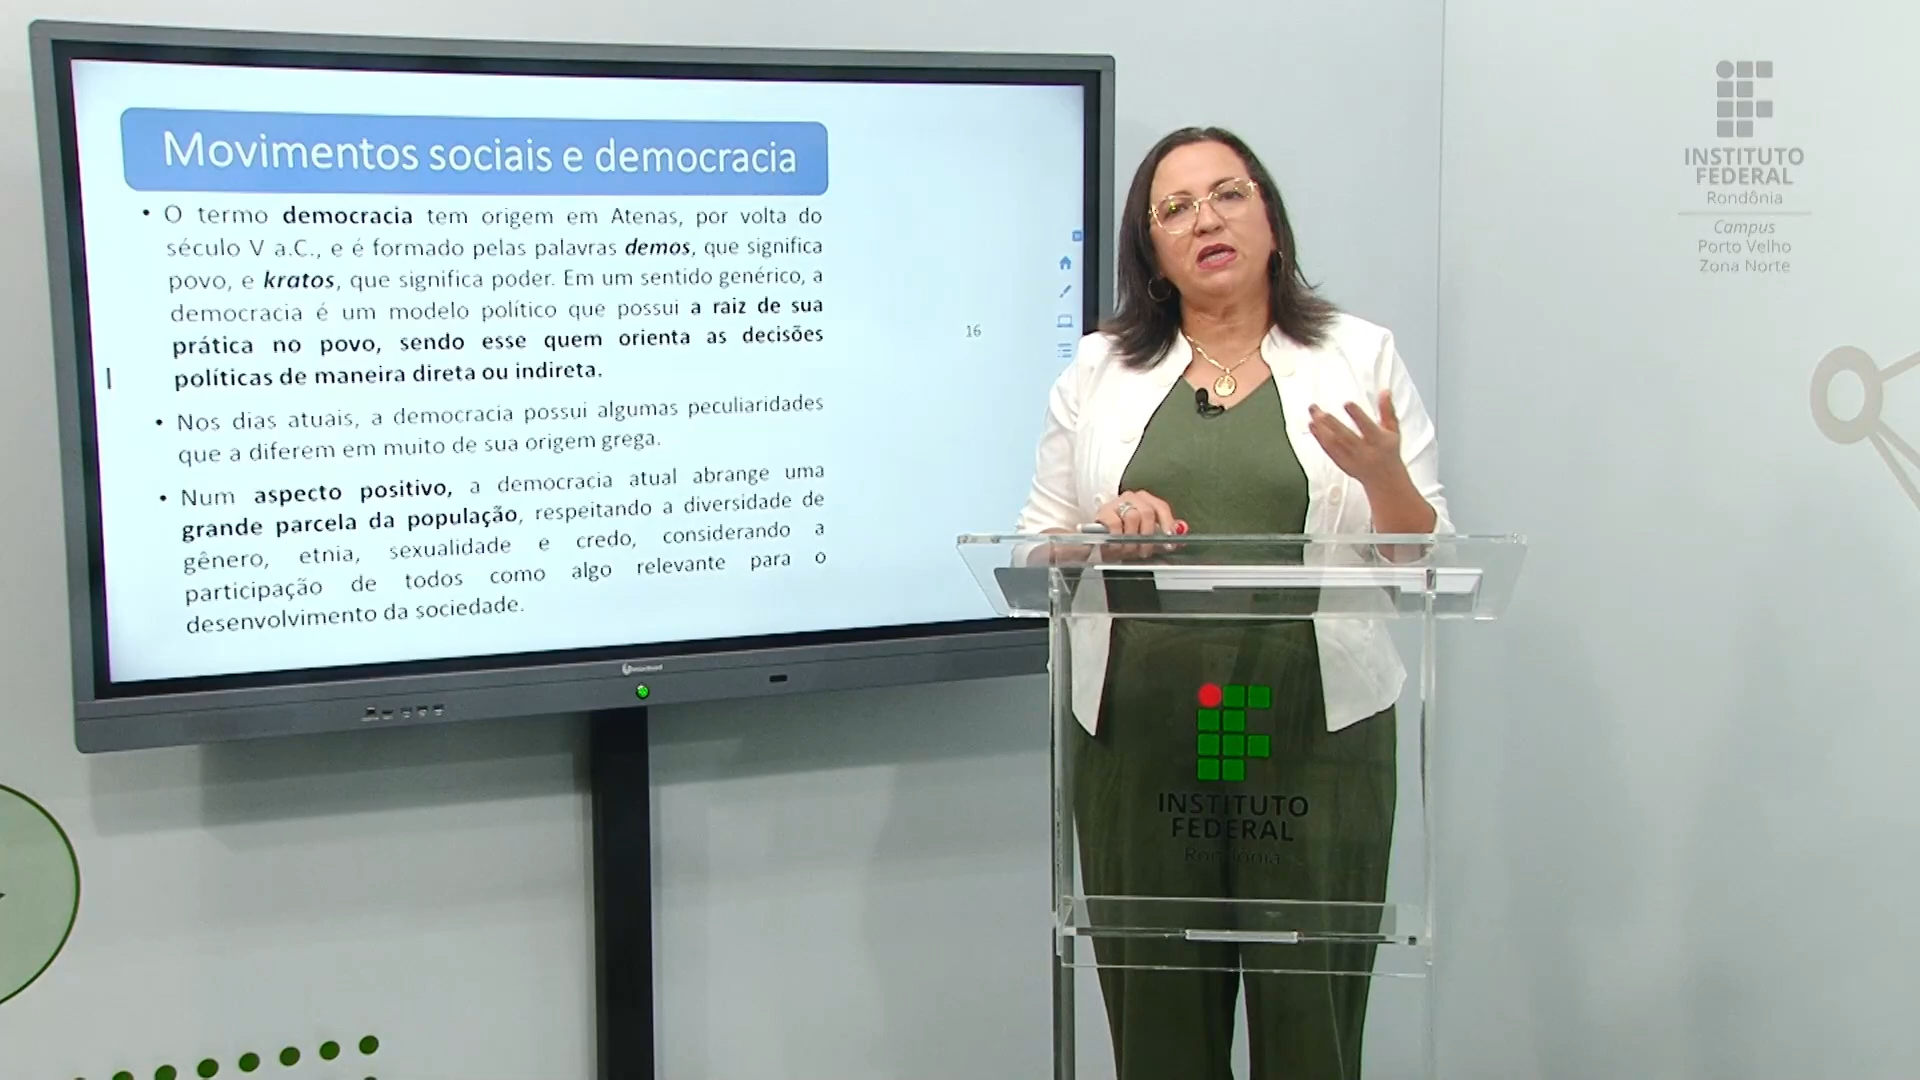 Movimentos sociais e democracia
• O termo democracia tem origem em Atenas, por volta do
século V a.C., e é formado pelas palavras demos, que significa
povo, e kratos, que significa poder. Em um sentido genérico, a
democracia é um modelo político que possui a raiz de sua
prática no povo, sendo esse quem orienta as decisões
políticas de maneira direta ou indireta.
• Nos dias atuais, a democracia possui algumas peculiaridades
que a diferem em muito de sua origem grega.
• Num aspecto positivo, a democracia atual abrange uma
grande parcela da população, respeitando a diversidade de
gênero, etnia, sexualidade e credo, considerando a
participação de todos como algo relevante para o
desenvolvimento da sociedade.
16
INSTITUTO
FEDERAL
Rondônia
Campus
Porto Velho
Zona Norte
INSTITUTO
FEDERAL
Rondônia